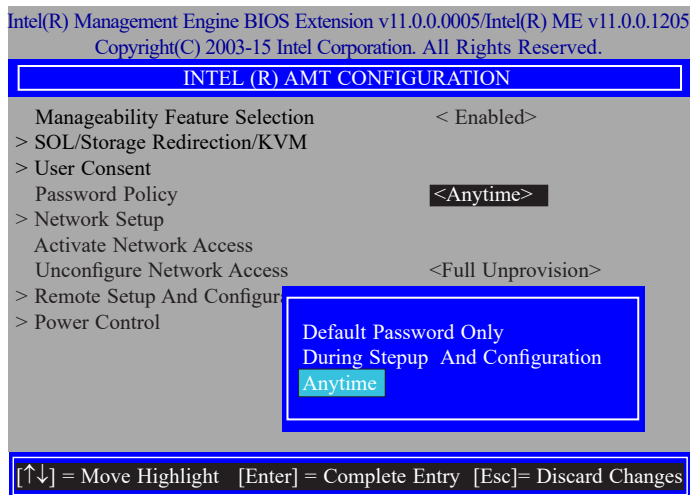 Intel(R) Management Engine BIOS Extension v11.0.0.0005/Intel(R) ME v11.0.0.1205
Copyright(C) 2003-15 Intel Corporation. All Rights Reserved.
INTEL (R) AMT CONFIGURATION
Manageability Feature Selection < Enabled>
> SOL/Storage Redirection/KVM
> User Consent
Password Policy <Anytime>
> Network Setup
Activate Network Access
Unconfigure Network Access <Full Unprovision>
> Remote Setup And Configur
> Power Control
Default Password Only
During Stepup And Configuration
Anytime
[↑↓] = Move Highlight [Enter] = Complete Entry [Esc]= Discard Changes